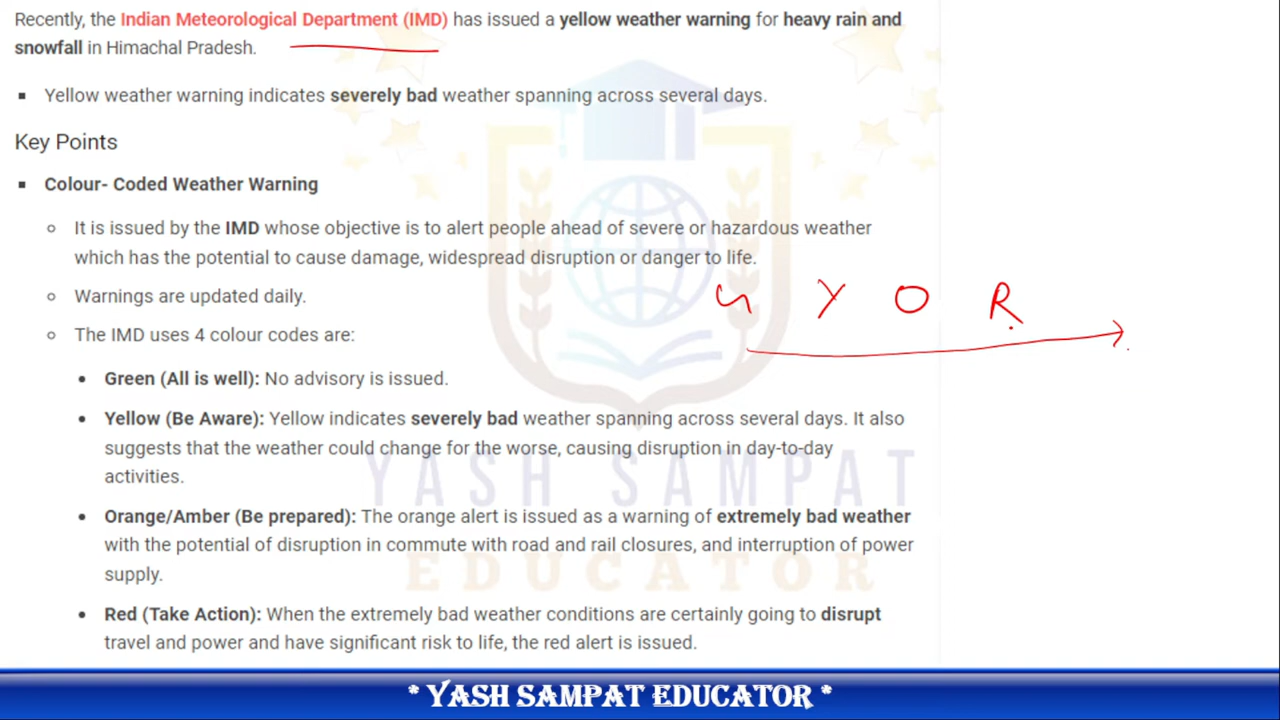 Recently, the Indian Meteorological Department (IMD) has issued a yellow weather warning for heavy rain and
snowfall in Himachal Pradesh.
▪ Yellow weather warning indicates severely bad weather spanning across several days.
Key Points
▪ Colour- Coded Weather Warning
○ It is issued by the IMD whose objective is to alert people ahead of severe or hazardous weather
which has the potential to cause damage, widespread disruption or danger to life.
○ Warnings are updated daily.
G Y O R
○ The IMD uses 4 colour codes are:
• Green (All is well): No advisory is issued.
• Yellow (Be Aware): Yellow indicates severely bad weather spanning across several days. It also
suggests that the weather could change for the worse, causing disruption in day-to-day
activities.
YASH SAMPAT
• Orange/Amber (Be prepared): The orange alert is issued as a warning of extremely bad weather
with the potential of disruption in commute with road and rail closures, and interruption of power
supply.
EDUCATOR
• Red (Take Action): When the extremely bad weather conditions are certainly going to disrupt
travel and power and have significant risk to life, the red alert is issued.
* YASH SAMPAT EDUCATOR *